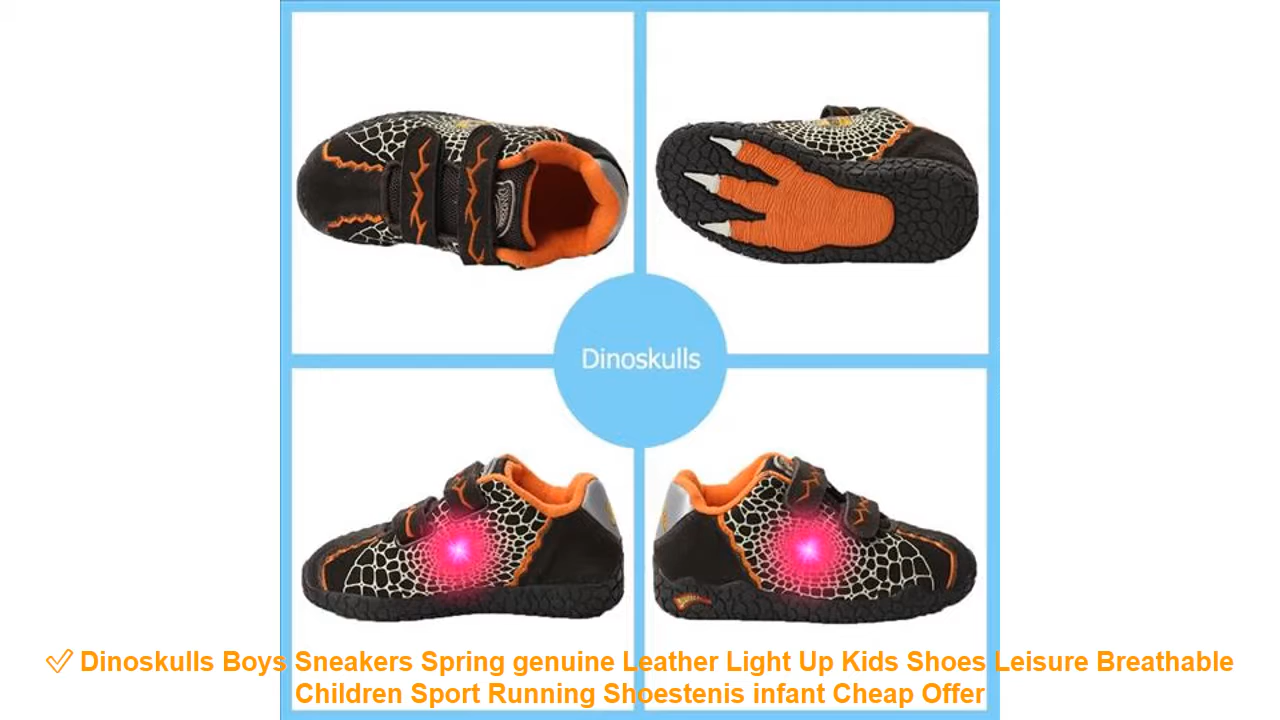 Dinoskulls
✅ Dinoskulls Boys Sneakers Spring genuine Leather Light Up Kids Shoes Leisure Breathable
Children Sport Running Shoestenis infant Cheap Offer